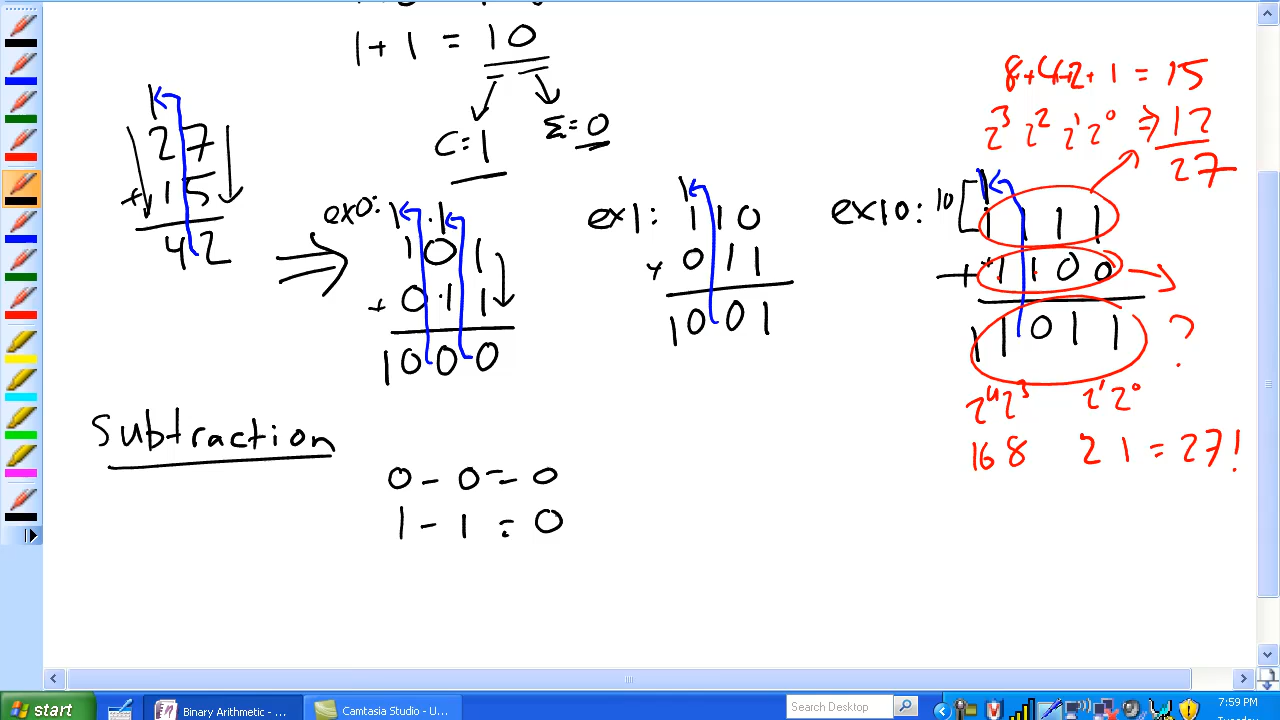 1 + 1 = 10
C=1 Σ=0
8+4+2+1 = 15
2³ 2² 2¹ 2⁰ ⇒ 12
27
1
27
+15
42
⇒
ex0:
1 1
101
+ 011
1000
ex1:
1
110
+ 011
1001
ex10:
10
1
1111
+ 1100
11011 ?
2⁴ 2³ 2¹ 2⁰
16 8 2 1 = 27!
Subtraction
0 - 0 = 0
1 - 1 = 0
start
Binary Arithmetic - ...
Camtasia Studio - U...
Search Desktop
7:59 PM
Tuesday